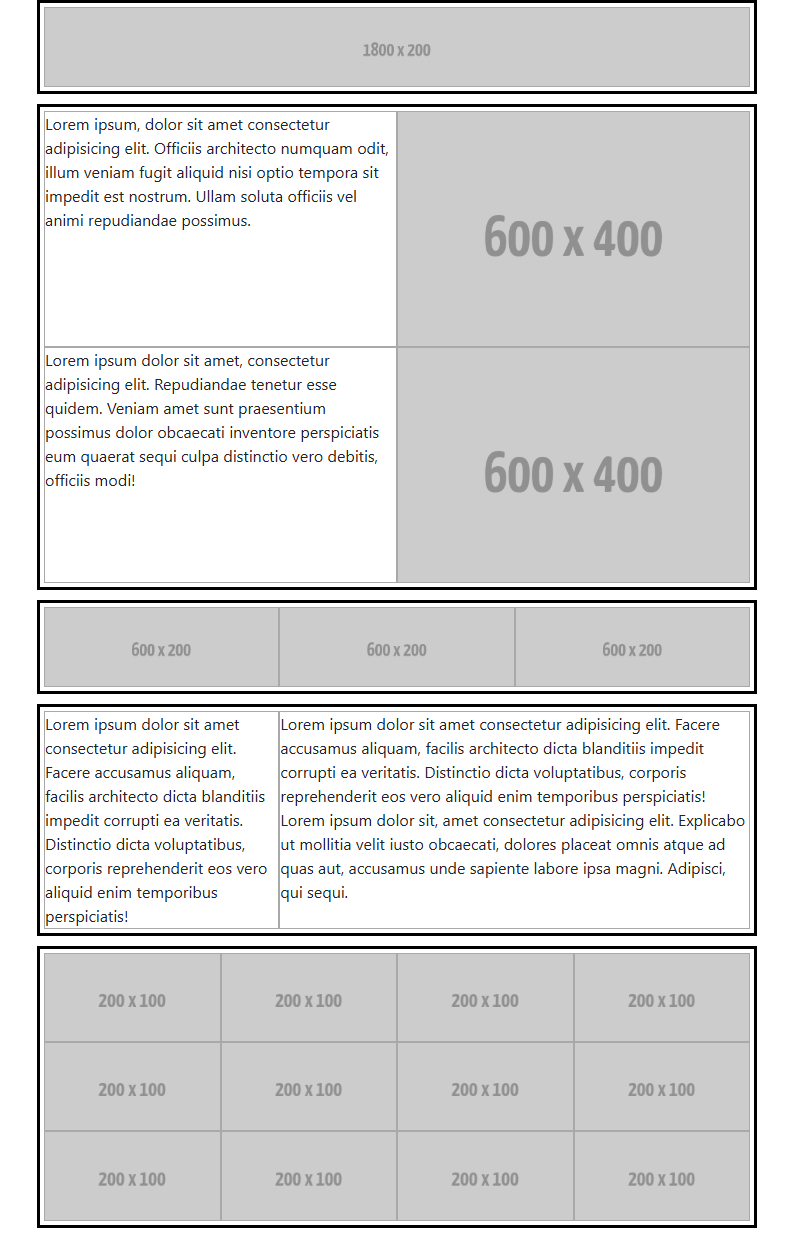 1800 x 200
Lorem ipsum, dolor sit amet consectetur
adipisicing elit. Officiis architecto numquam odit,
illum veniam fugit aliquid nisi optio tempora sit
impedit est nostrum. Ullam soluta officiis vel
animi repudiandae possimus.
600 x 400
Lorem ipsum dolor sit amet, consectetur
adipisicing elit. Repudiandae tenetur esse
quidem. Veniam amet sunt praesentium
possimus dolor obcaecati inventore perspiciatis
eum quaerat sequi culpa distinctio vero debitis,
officiis modi!
600 x 400
600 x 200
600 x 200
600 x 200
Lorem ipsum dolor sit amet
consectetur adipisicing elit.
Facere accusamus aliquam,
facilis architecto dicta blanditiis
impedit corrupti ea veritatis.
Distinctio dicta voluptatibus,
corporis reprehenderit eos vero
aliquid enim temporibus
perspiciatis!
Lorem ipsum dolor sit amet consectetur adipisicing elit. Facere
accusamus aliquam, facilis architecto dicta blanditiis impedit
corrupti ea veritatis. Distinctio dicta voluptatibus, corporis
reprehenderit eos vero aliquid enim temporibus perspiciatis!
Lorem ipsum dolor sit, amet consectetur adipisicing elit. Explicabo
ut mollitia velit iusto obcaecati, dolores placeat omnis atque ad
quas aut, accusamus unde sapiente labore ipsa magni. Adipisci,
qui sequi.
200 x 100
200 x 100
200 x 100
200 x 100
200 x 100
200 x 100
200 x 100
200 x 100
200 x 100
200 x 100
200 x 100
200 x 100